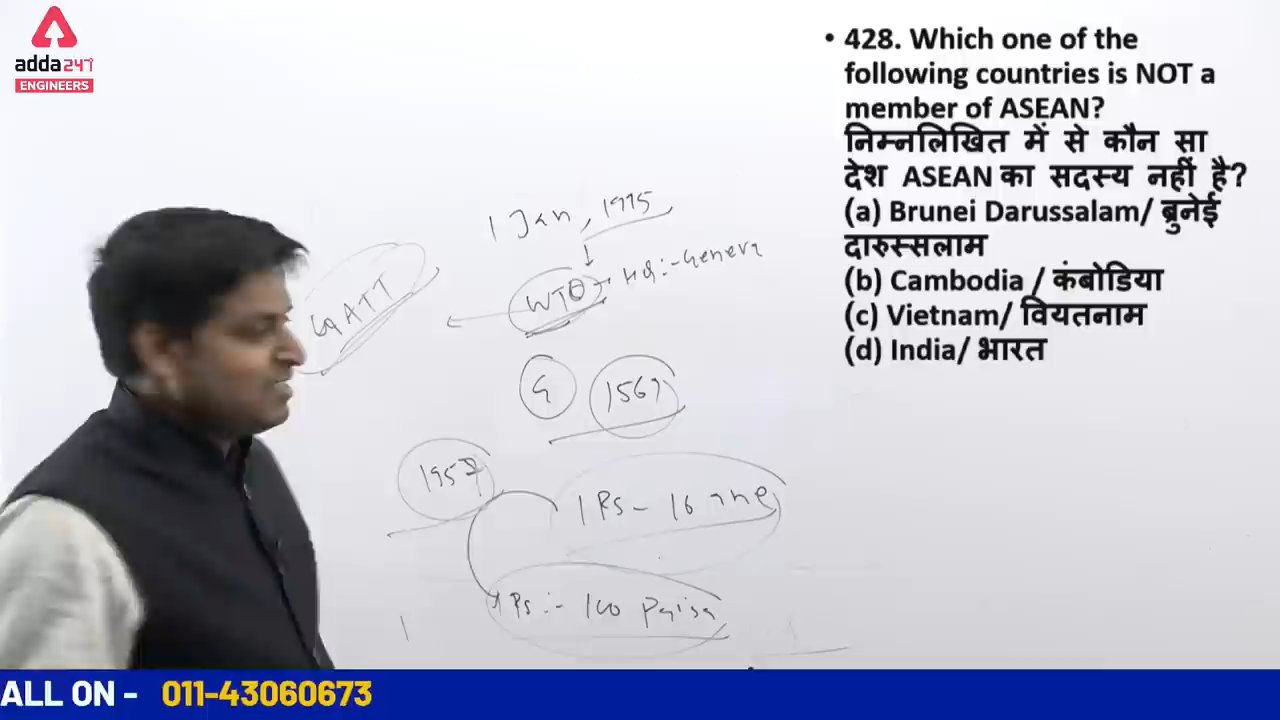 adda247
ENGINEERS
• 428. Which one of the
following countries is NOT a
member of ASEAN?
निम्नलिखित में से कौन सा
देश ASEAN का सदस्य नहीं है?
(a) Brunei Darussalam/ ब्रुनेई
दारुस्सलाम
(b) Cambodia / कंबोडिया
(c) Vietnam/ वियतनाम
(d) India/ भारत
1 Jan, 1995
WTO HQ:-Geneva
GATT
1957
1 Rs - 16 ane
1 Rs :- 100 Paisa
ALL ON - 011-43060673